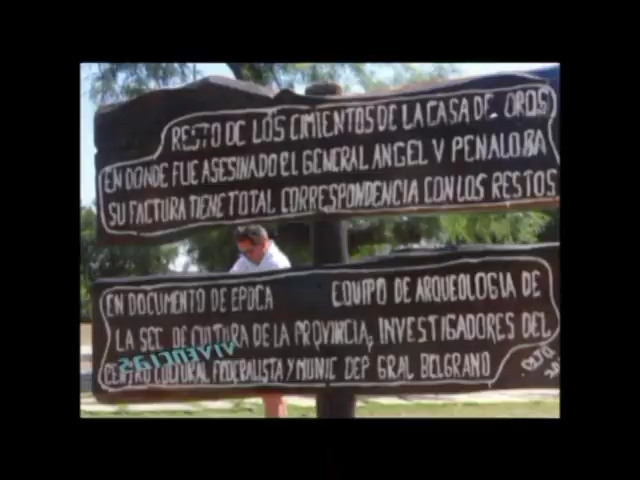 RESTO DE LOS CIMIENTOS DE LA CASA DE OROS
EN DONDE FUE ASESINADO EL GENERAL ANGEL V PEÑALOZA
SU FACTURA TIENE TOTAL CORRESPONDENCIA CON LOS RESTOS
EN DOCUMENTO DE EPOCA EQUIPO DE ARQUEOLOGIA DE
LA SEC. DE CULTURA DE LA PROVINCIA, INVESTIGADORES DEL
CENTRO CULTURAL FEDERALISTA Y MUNIC DEP GRAL BELGRANO
VIVENCIAS